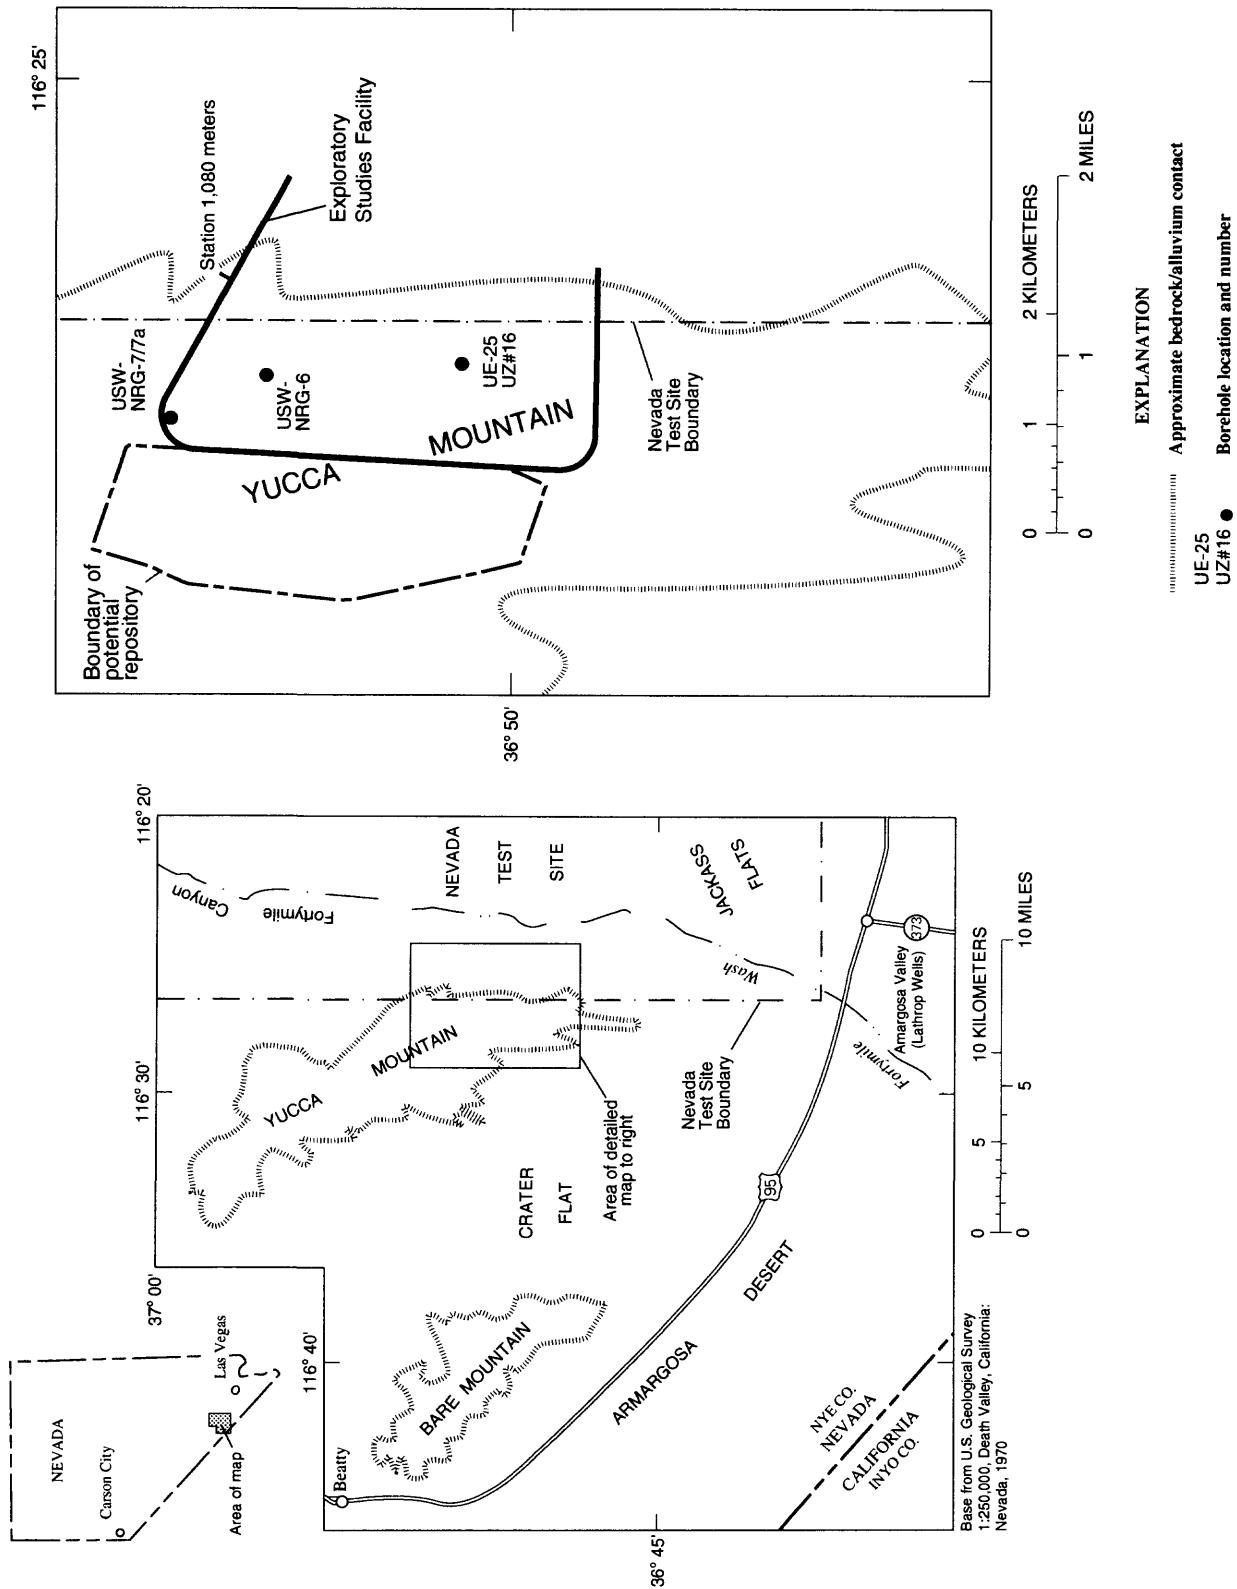 NEVADA
Carson City
Las Vegas
Area of map
37° 00'
116° 40'
116° 30'
116° 20'
36° 45'
Beatty
BARE MOUNTAIN
YUCCA
MOUNTAIN
CRATER
FLAT
Canyon
Fortymile
NEVADA
TEST
SITE
JACKASS
FLATS
Wash
Area of detailed
map to right
Nevada
Test Site
Boundary
Fortymile
Amargosa Valley
(Lathrop Wells)
373
95
ARMARGOSA
DESERT
NYE CO.
NEVADA
CALIFORNIA
INYO CO.
Base from U.S. Geological Survey
1:250,000, Death Valley, California:
Nevada, 1970
0 5 10 KILOMETERS
0 5 10 MILES
116° 25'
36° 50'
Boundary of
potential
repository
USW-
NRG-7/7a
Station 1,080 meters
Exploratory
Studies Facility
USW-
NRG-6
UE-25
UZ#16
YUCCA
MOUNTAIN
Nevada
Test Site
Boundary
0 1 2 KILOMETERS
0 1 2 MILES
EXPLANATION
Approximate bedrock/alluvium contact
UE-25
UZ#16
Borehole location and number